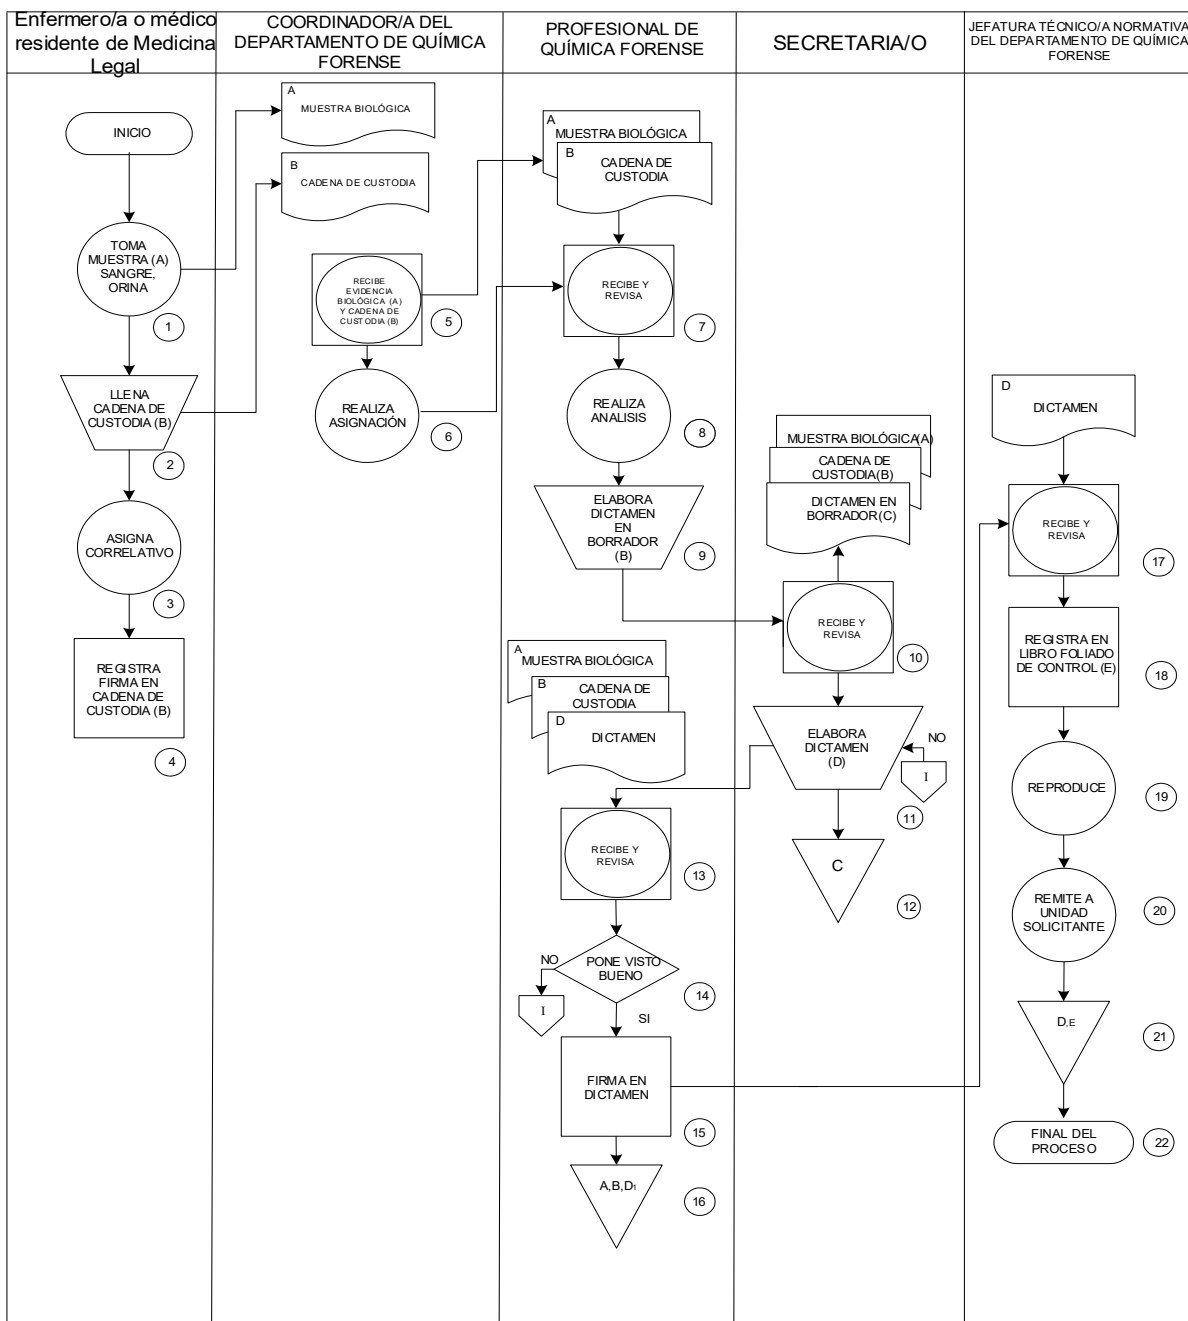 Enfermero/a o médico
residente de Medicina
Legal
COORDINADOR/A DEL
DEPARTAMENTO DE QUÍMICA
FORENSE
PROFESIONAL DE
QUÍMICA FORENSE
SECRETARIA/O
JEFATURA TÉCNICO/A NORMATIVA
DEL DEPARTAMENTO DE QUÍMICA
FORENSE
INICIO
TOMA
MUESTRA (A)
SANGRE,
ORINA
1
LLENA
CADENA DE
CUSTODIA (B)
2
ASIGNA
CORRELATIVO
3
REGISTRA
FIRMA EN
CADENA DE
CUSTODIA (B)
4
A
MUESTRA BIOLÓGICA
B
CADENA DE CUSTODIA
RECIBE
EVIDENCIA
BIOLÓGICA (A)
Y CADENA DE
CUSTODIA (B)
5
REALIZA
ASIGNACIÓN
6
A
MUESTRA BIOLÓGICA
B
CADENA DE
CUSTODIA
RECIBE Y
REVISA
7
REALIZA
ANALISIS
8
ELABORA
DICTAMEN
EN
BORRADOR
(B)
9
A
MUESTRA BIOLÓGICA
B
CADENA DE
CUSTODIA
D
DICTAMEN
RECIBE Y
REVISA
13
NO
PONE VISTO
BUENO
14
I
SI
FIRMA EN
DICTAMEN
15
A,B,D1
16
MUESTRA BIOLÓGICA(A)
CADENA DE
CUSTODIA(B)
DICTAMEN EN
BORRADOR(C)
RECIBE Y
REVISA
10
ELABORA
DICTAMEN
(D)
NO
I
11
C
12
D
DICTAMEN
RECIBE Y
REVISA
17
REGISTRA EN
LIBRO FOLIADO
DE CONTROL (E)
18
REPRODUCE
19
REMITE A
UNIDAD
SOLICITANTE
20
D,E
21
FINAL DEL
PROCESO
22